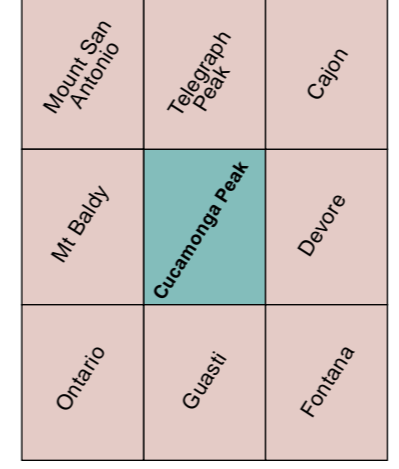 Mount San
Antonio
Telegraph
Peak
Cajon
Mt Baldy
Cucamonga Peak
Devore
Ontario
Guasti
Fontana